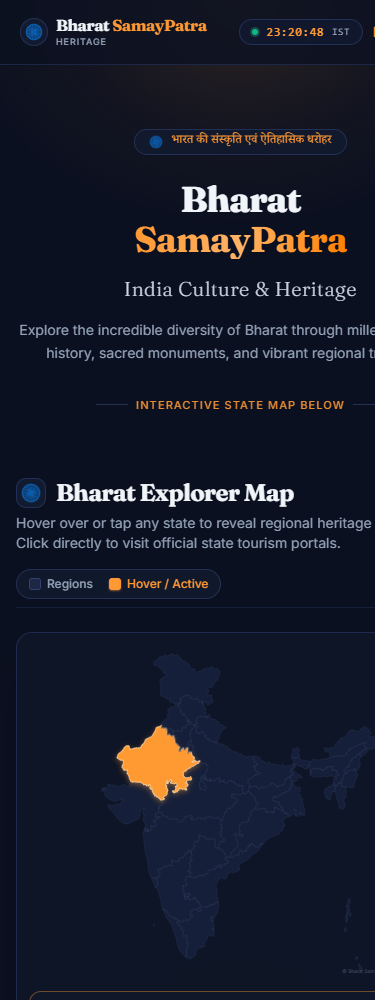 Bharat SamayPatra
HERITAGE
23:20:48 IST
भारत की संस्कृति एवं ऐतिहासिक धरोहर
Bharat
SamayPatra
India Culture & Heritage
Explore the incredible diversity of Bharat through mille
history, sacred monuments, and vibrant regional tr
INTERACTIVE STATE MAP BELOW
Bharat Explorer Map
Hover over or tap any state to reveal regional heritage
Click directly to visit official state tourism portals.
Regions Hover / Active